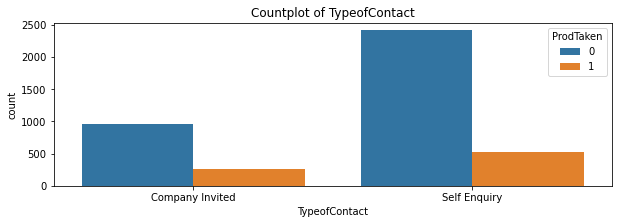 Countplot of TypeofContact
2500
2000
1500
1000
500
0
count
ProdTaken
0
1
Company Invited
Self Enquiry
TypeofContact